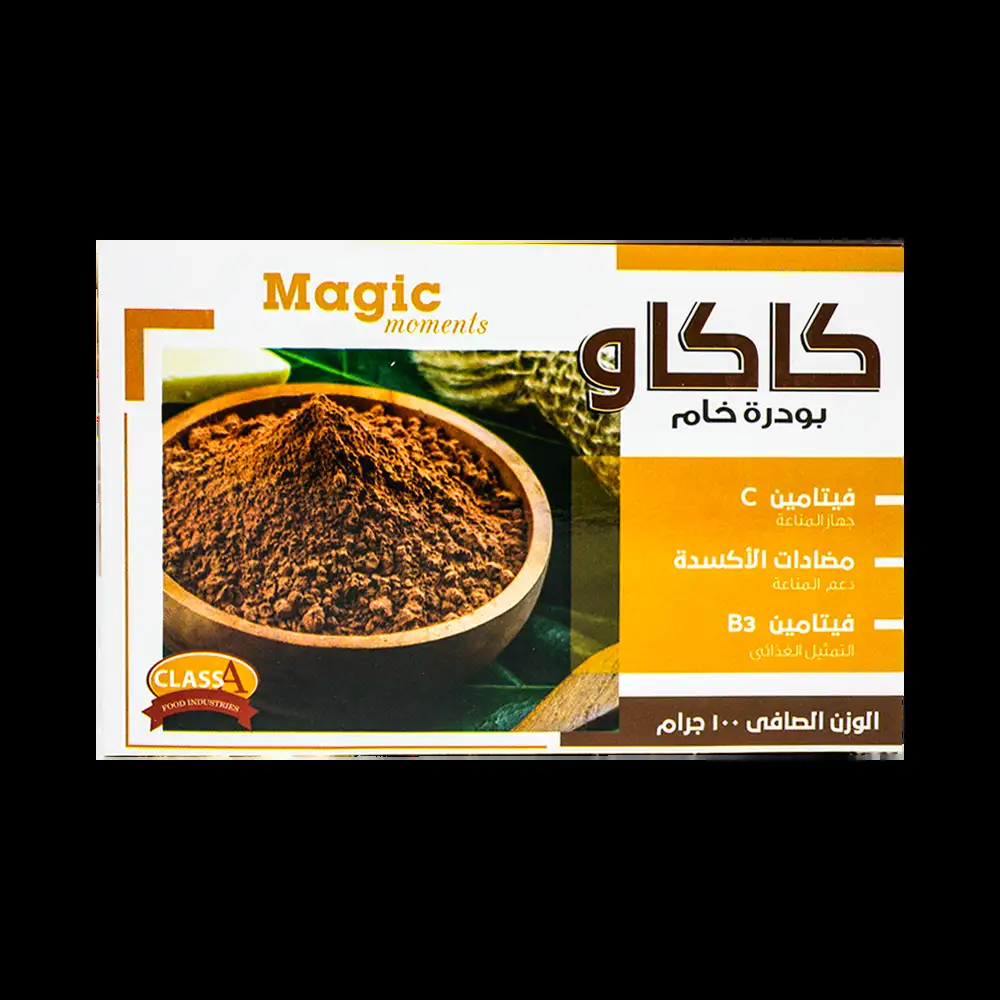 Magic
moments
كاكاو
بودرة خام
فيتامين C
جهاز المناعة
مضادات الأكسدة
دعم المناعة
فيتامين B3
التمثيل الغذائي
الوزن الصافى ١٠٠ جرام
CLASS A
FOOD INDUSTRIES